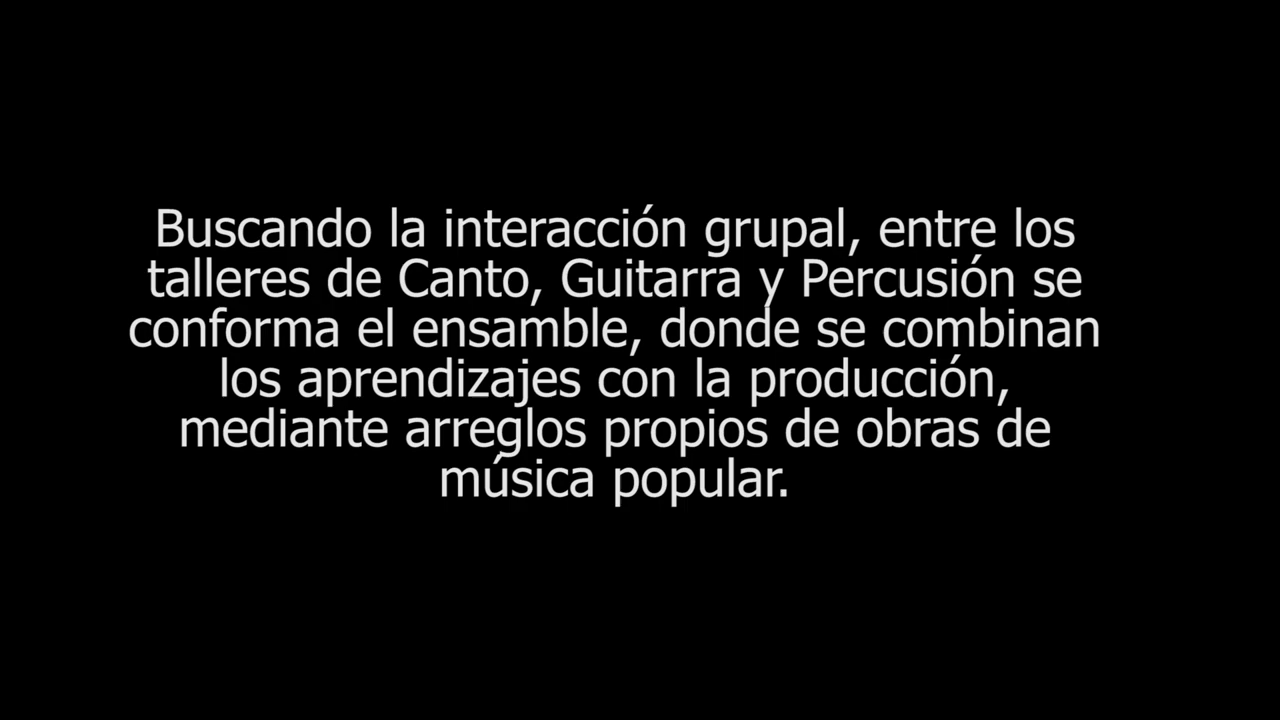 Buscando la interacción grupal, entre los
talleres de Canto, Guitarra y Percusión se
conforma el ensamble, donde se combinan
los aprendizajes con la producción,
mediante arreglos propios de obras de
música popular.